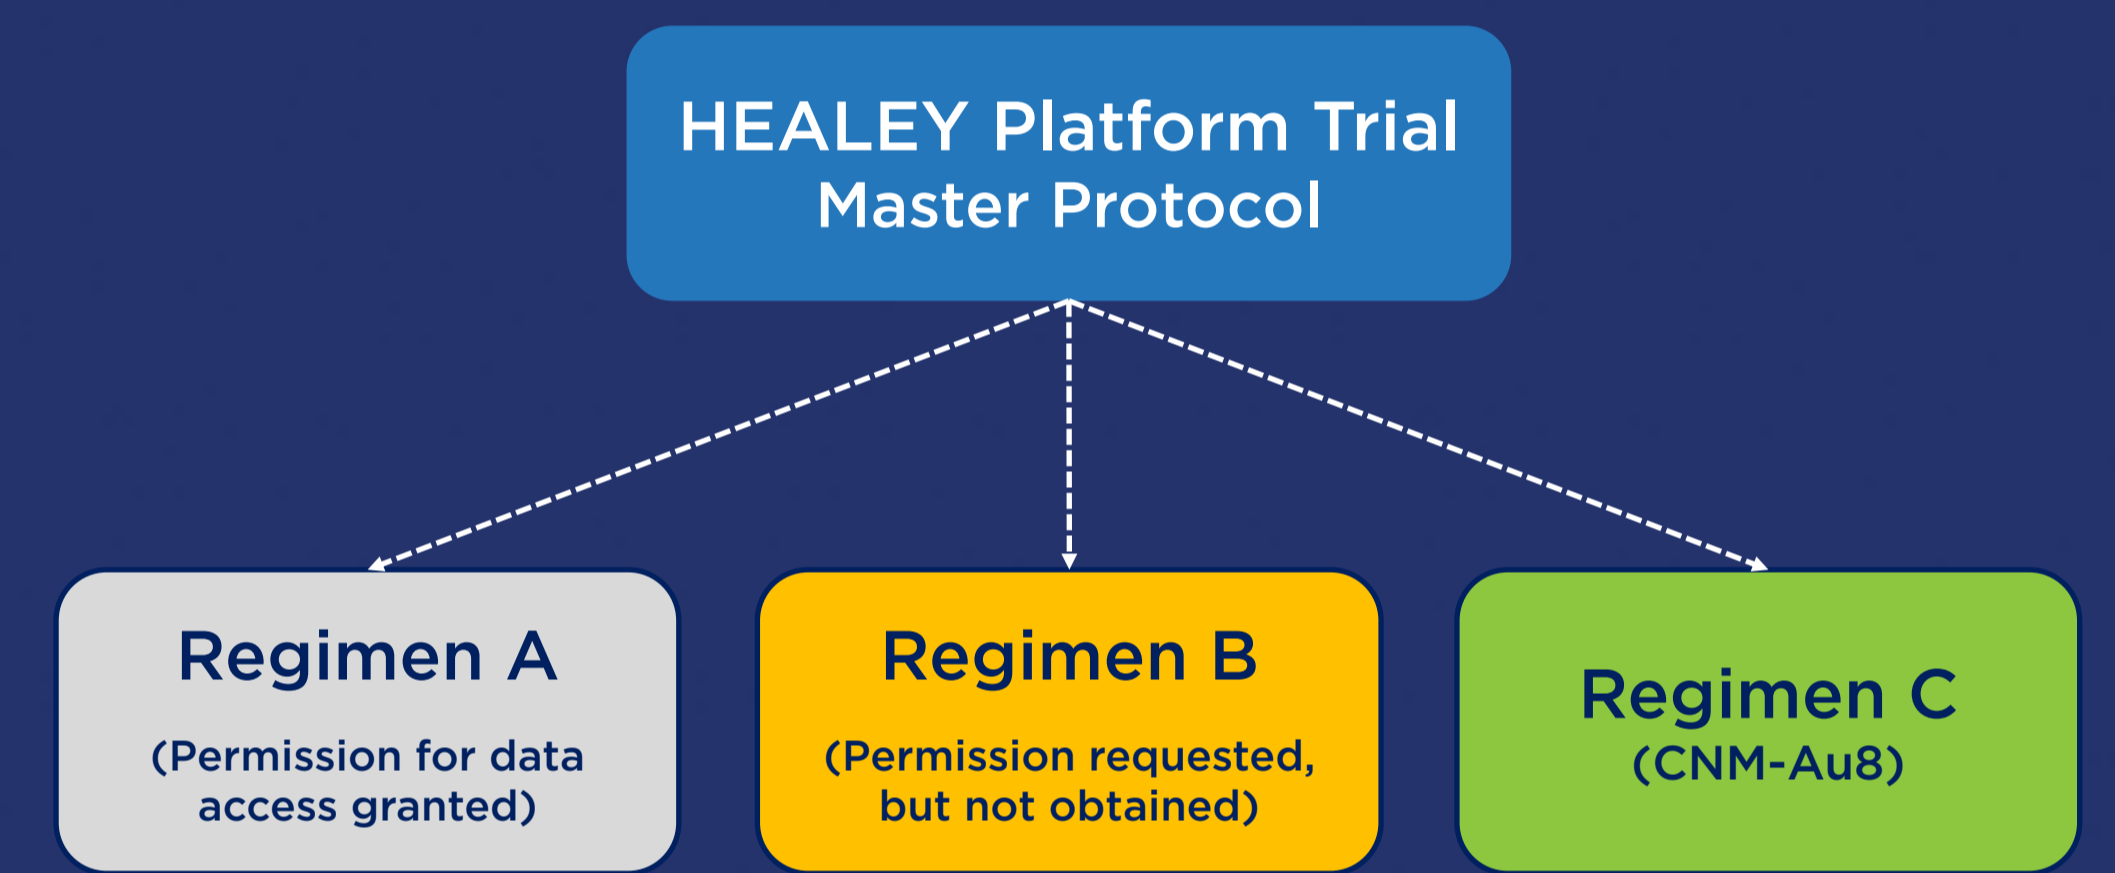 HEALEY Platform Trial
Master Protocol
Regimen A
(Permission for data
access granted)
Regimen B
(Permission requested,
but not obtained)
Regimen C
(CNM-Au8)